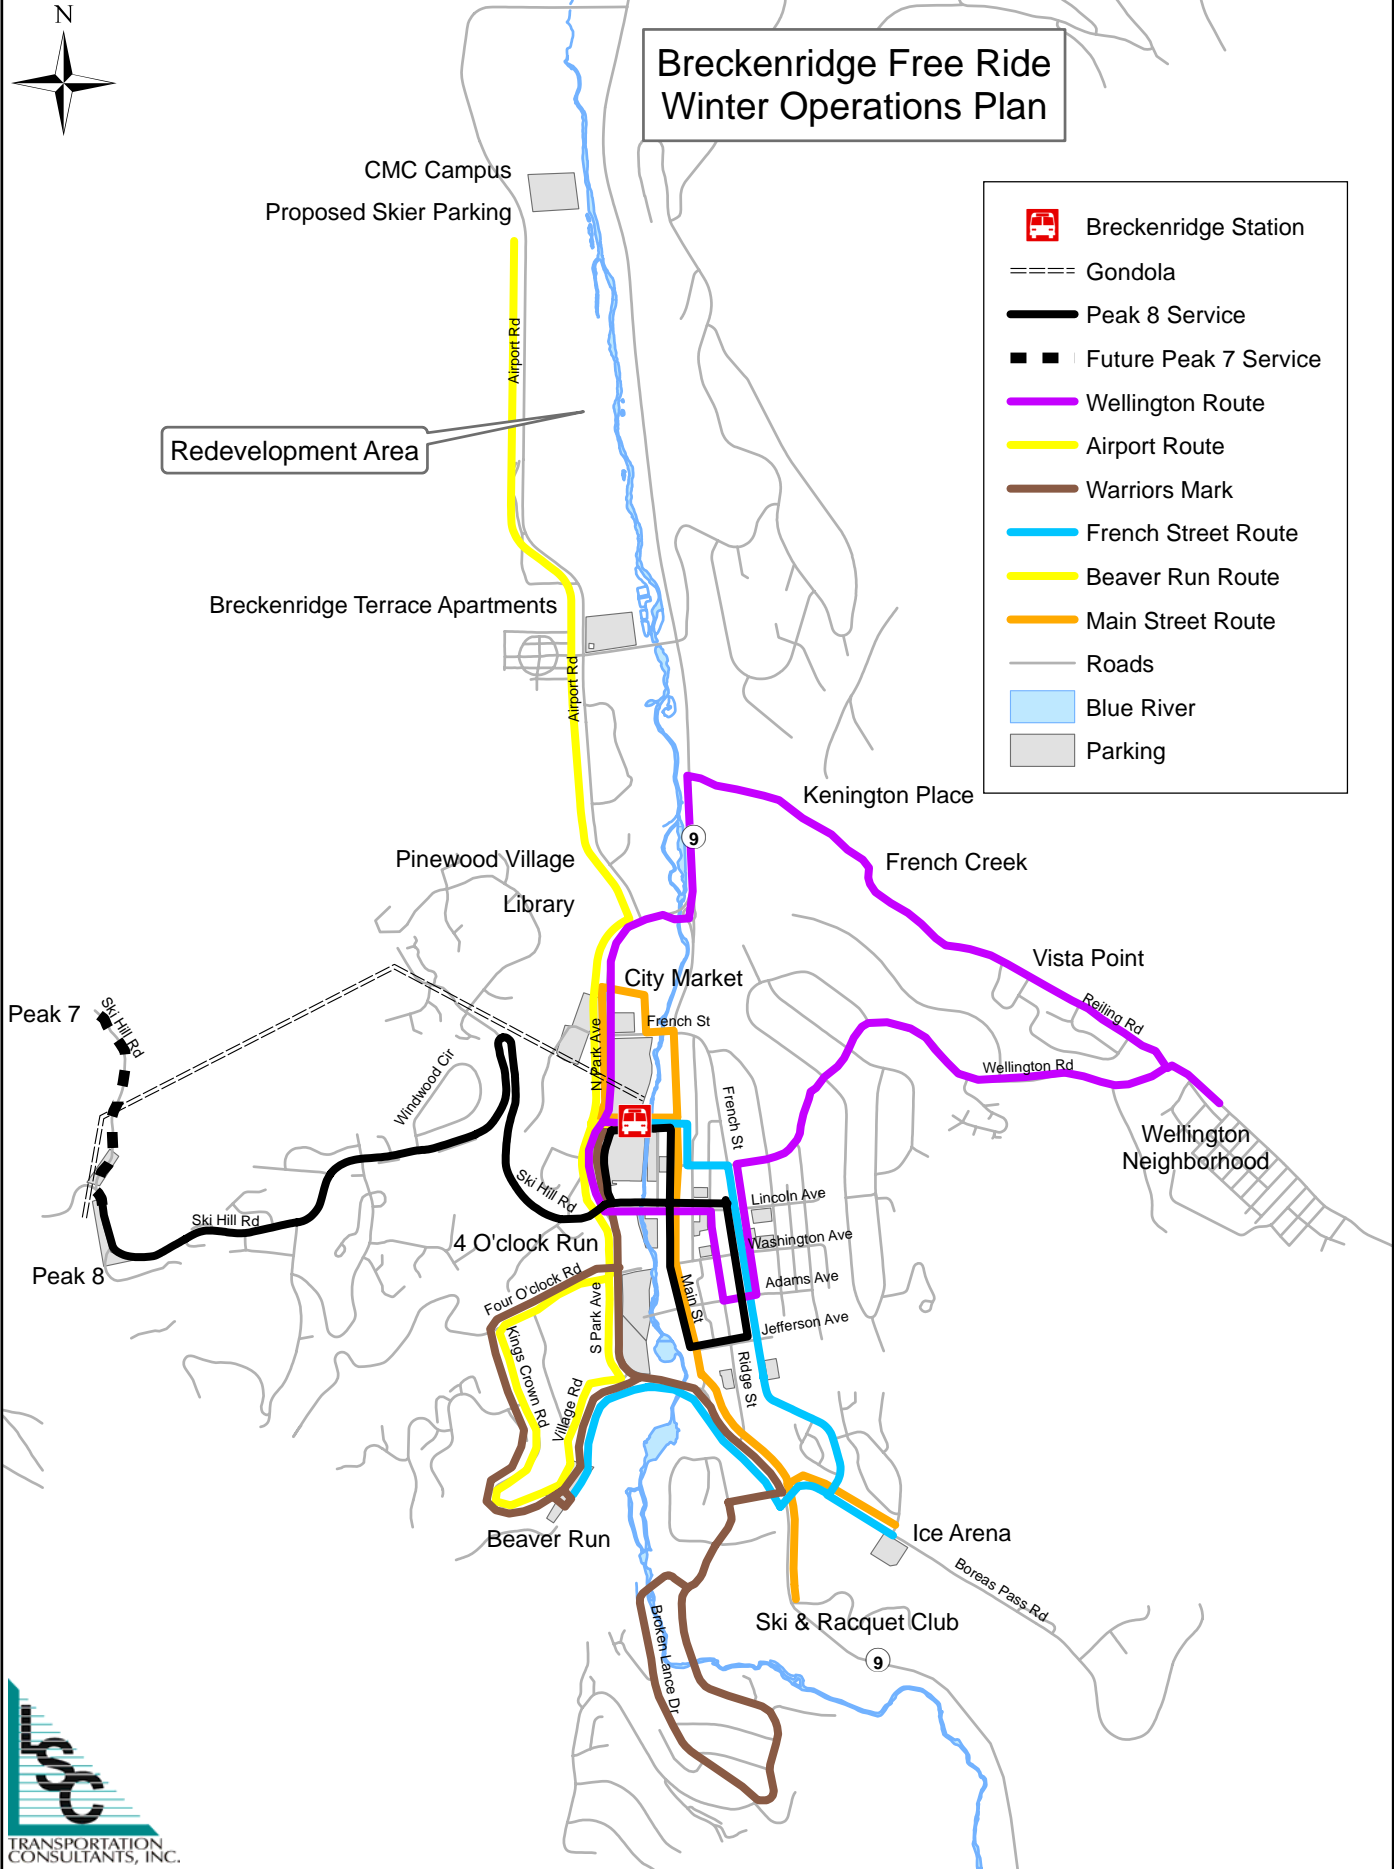 N
Breckenridge Free Ride
Winter Operations Plan
CMC Campus
Proposed Skier Parking
Breckenridge Station
Gondola
Peak 8 Service
Future Peak 7 Service
Wellington Route
Airport Route
Warriors Mark
French Street Route
Beaver Run Route
Main Street Route
Roads
Blue River
Parking
Airport Rd
Redevelopment Area
Breckenridge Terrace Apartments
Airport Rd
Kenington Place
9
Pinewood Village
French Creek
Library
Vista Point
City Market
Reiling Rd
Peak 7
Ski Hill Rd
French St
N Park Ave
Windwood Cir
Wellington Rd
French St
Wellington
Neighborhood
Ski Hill Rd
Lincoln Ave
Ski Hill Rd
Washington Ave
4 O'clock Run
Peak 8
Four O'clock Rd
Adams Ave
Main St
S Park Ave
Jefferson Ave
Kings Crown Rd
Ridge St
Village Rd
Beaver Run
Ice Arena
Boreas Pass Rd
Broken Lance Dr
Ski & Racquet Club
9
LSC
TRANSPORTATION
CONSULTANTS, INC.